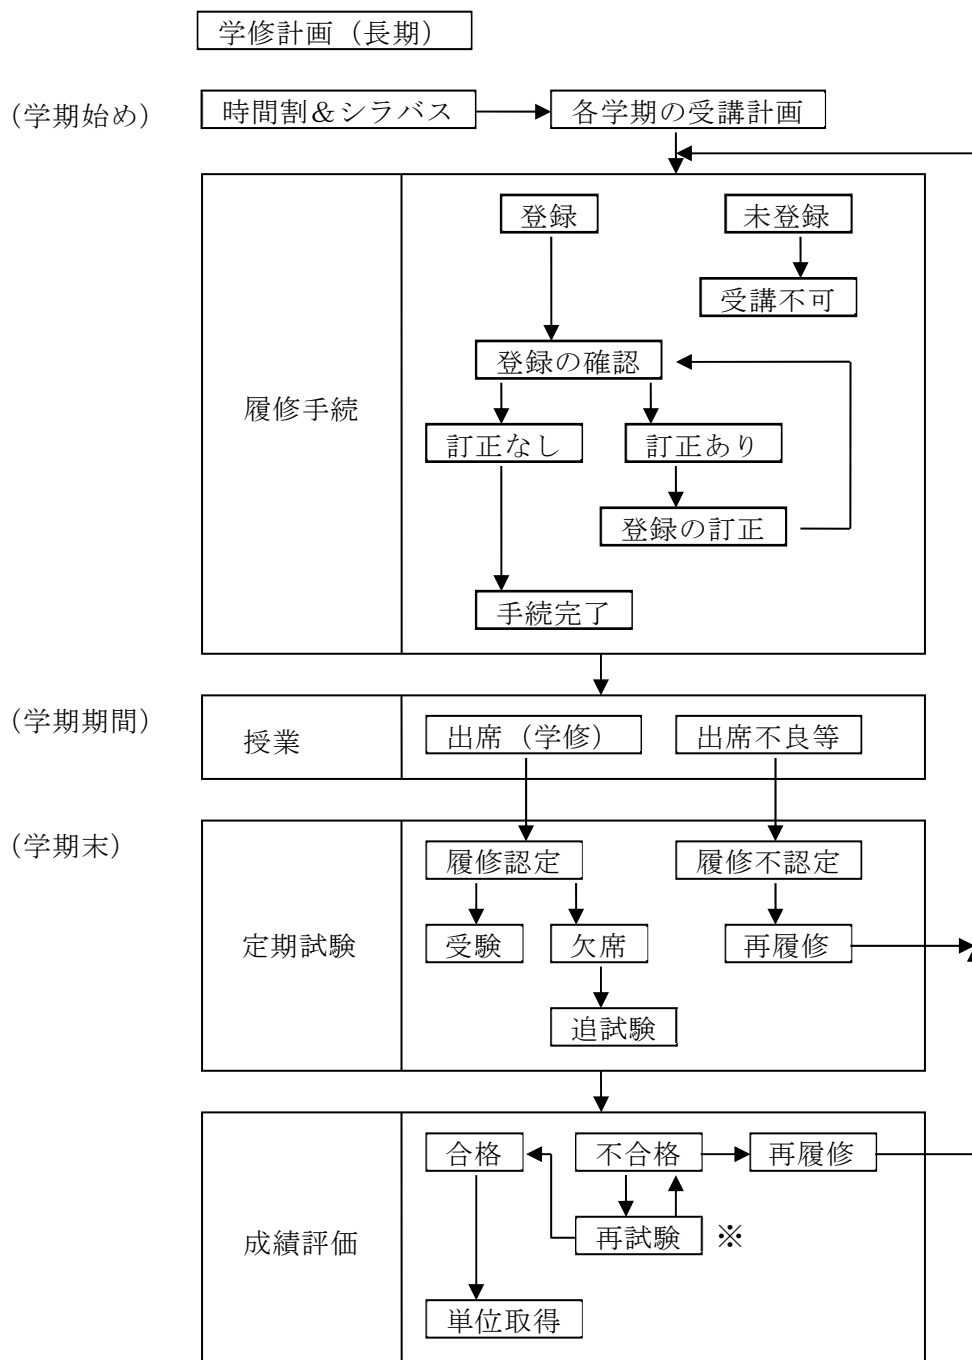 学修計画（長期）
（学期始め）
時間割＆シラバス
各学期の受講計画
履修手続
登録
未登録
受講不可
登録の確認
訂正なし
訂正あり
登録の訂正
手続完了
（学期期間）
授業
出席（学修）
出席不良等
（学期末）
定期試験
履修認定
履修不認定
受験
欠席
再履修
追試験
成績評価
合格
不合格
再履修
再試験
※
単位取得